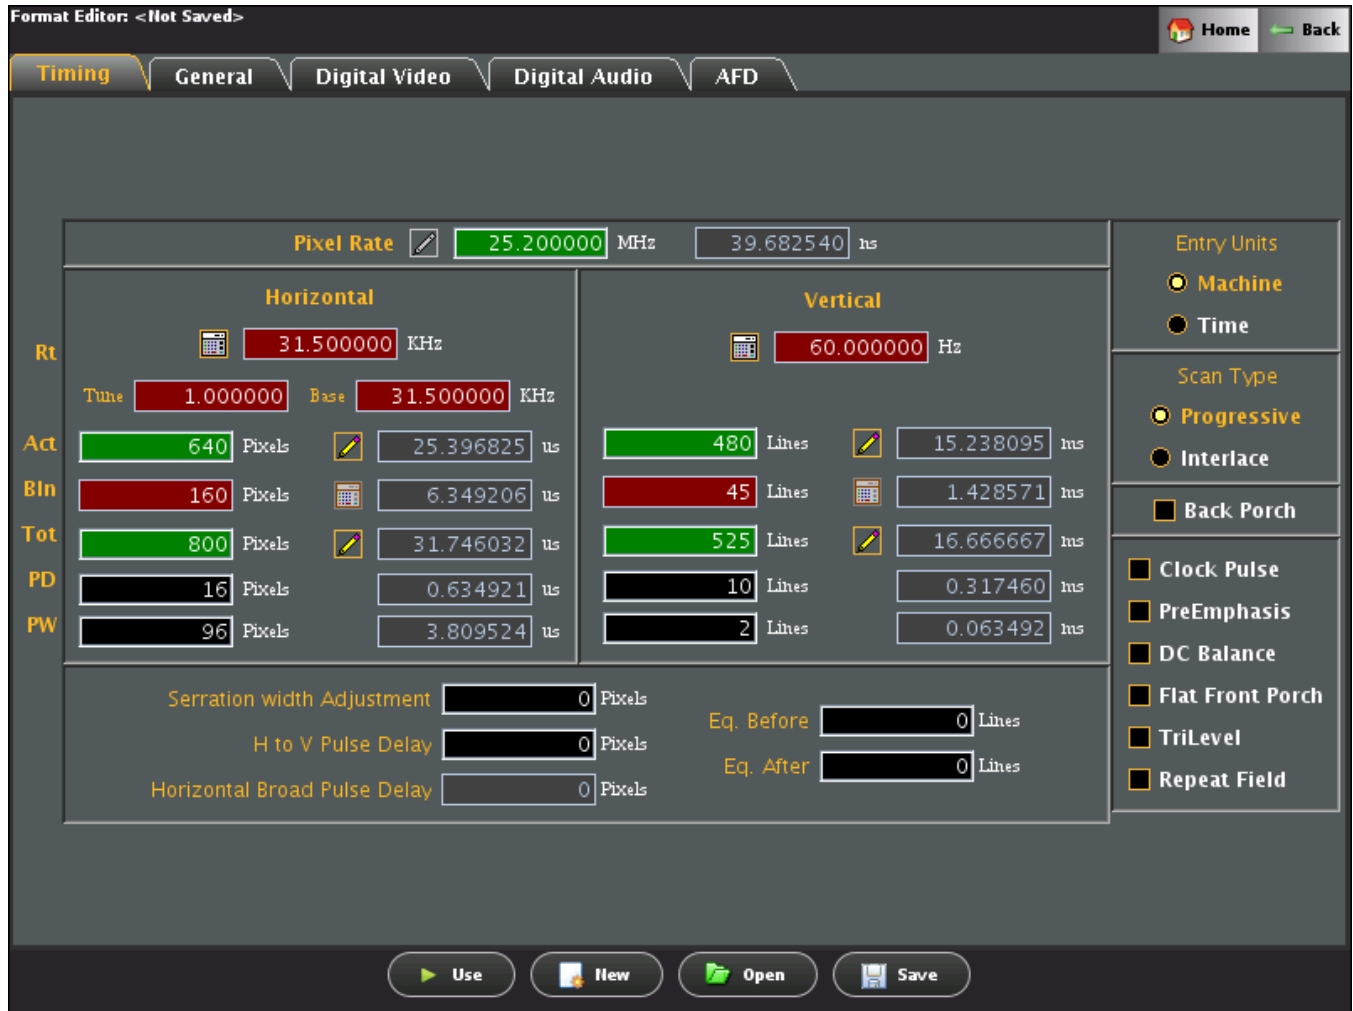 Format Editor: <Not Saved>
Home Back
Timing General Digital Video Digital Audio AFD
Pixel Rate 25.200000 MHz 39.682540 ns
Entry Units
Machine
Time
Horizontal Vertical
Rt 31.500000 KHz 60.000000 Hz
Tune 1.000000 Base 31.500000 KHz
Scan Type
Progressive
Interlace
Act 640 Pixels 25.396825 us 480 Lines 15.238095 ms
Bln 160 Pixels 6.349206 us 45 Lines 1.428571 ms
Back Porch
Tot 800 Pixels 31.746032 us 525 Lines 16.666667 ms
PD 16 Pixels 0.634921 us 10 Lines 0.317460 ms
PW 96 Pixels 3.809524 us 2 Lines 0.063492 ms
Clock Pulse
PreEmphasis
DC Balance
Flat Front Porch
TriLevel
Repeat Field
Serration width Adjustment 0 Pixels
H to V Pulse Delay 0 Pixels
Horizontal Broad Pulse Delay 0 Pixels
Eq. Before 0 Lines
Eq. After 0 Lines
Use New Open Save